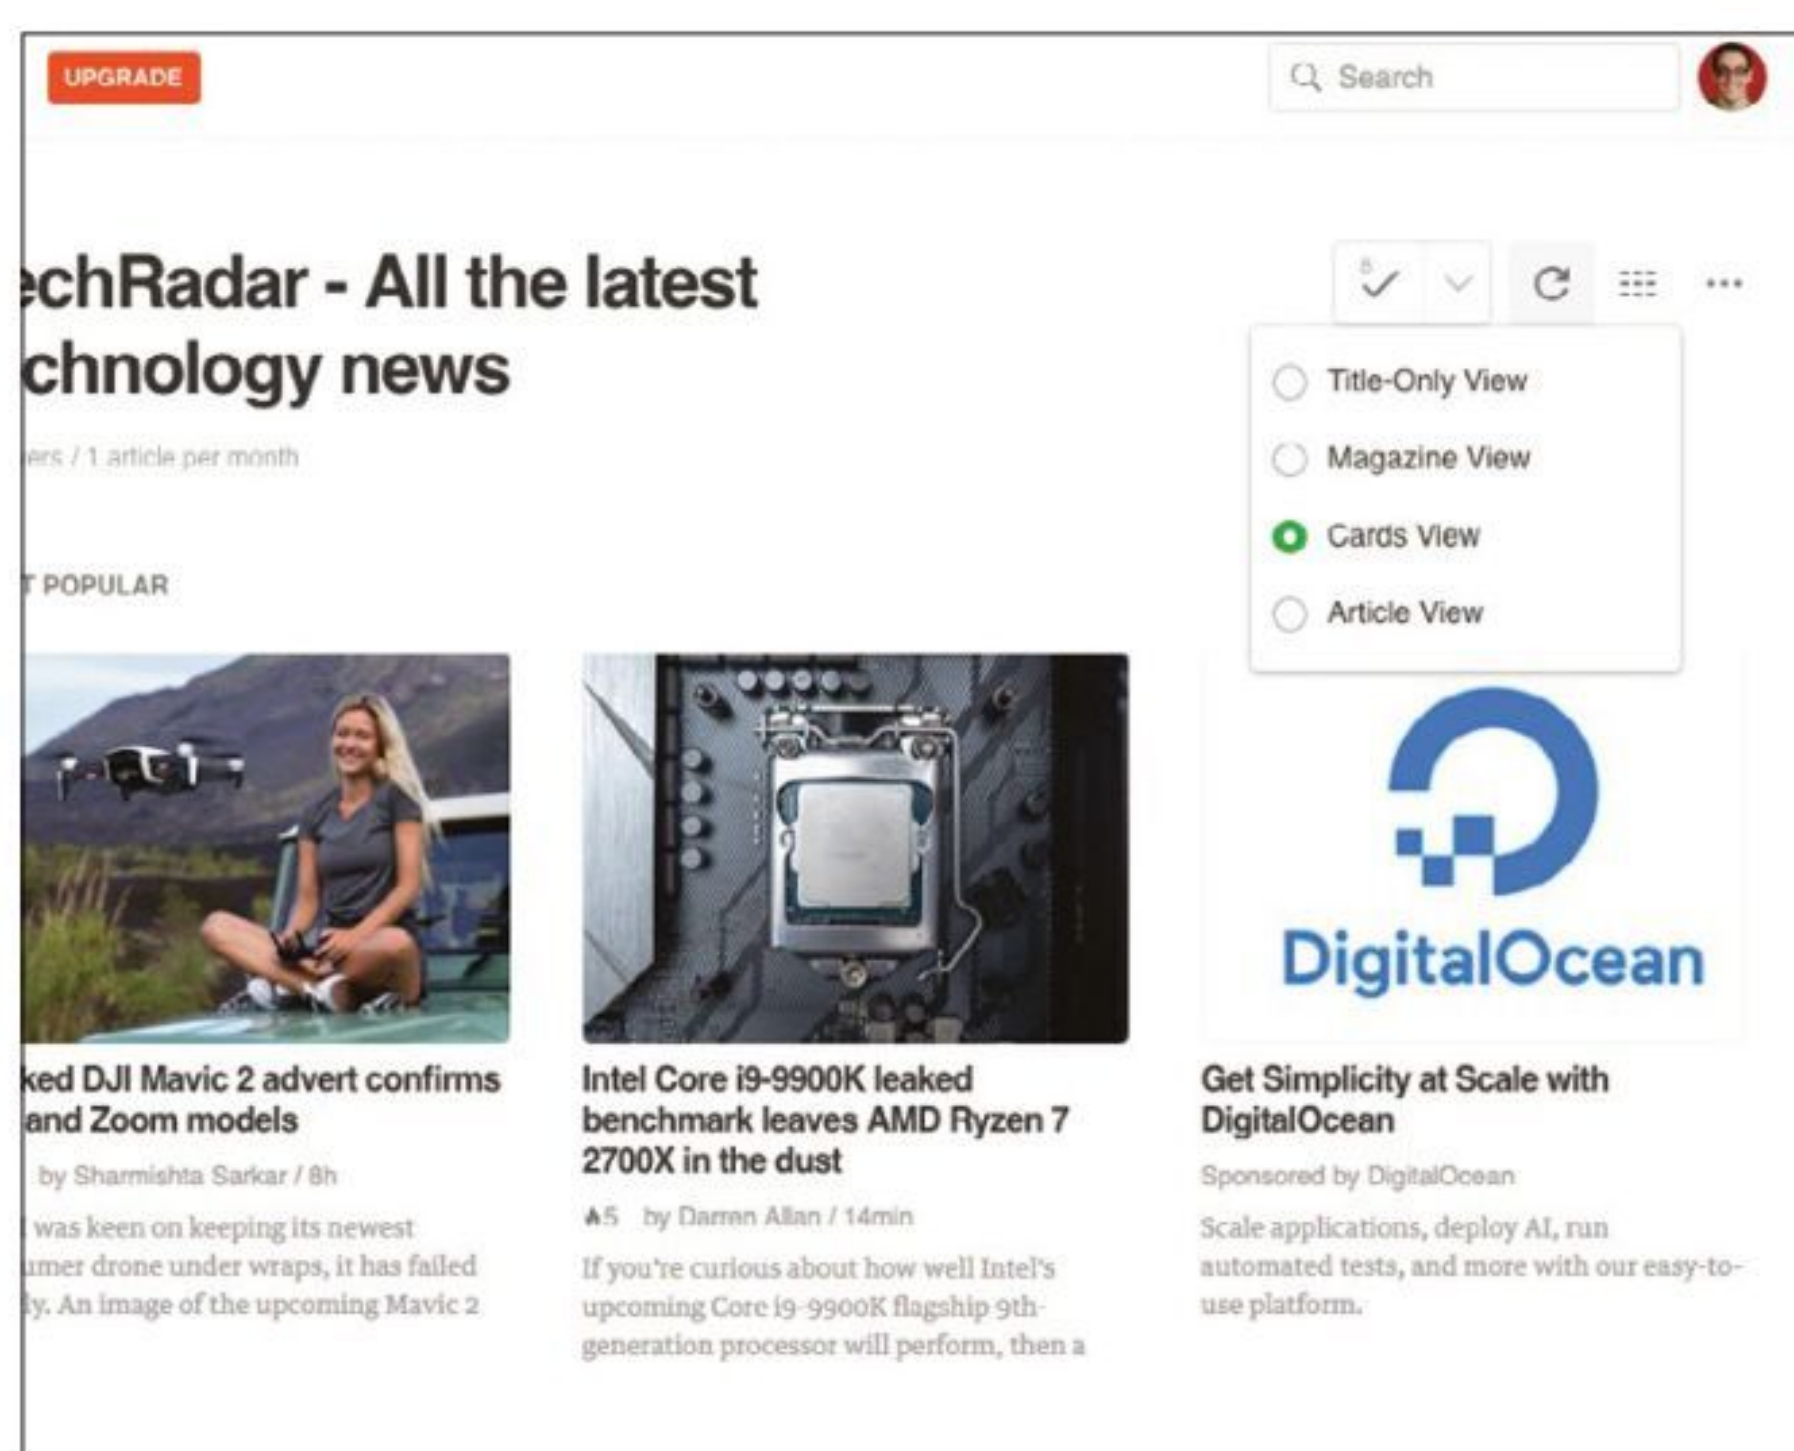 UPGRADE
Search
echRadar - All the latest
chnology news
ers / 1 article per month
Title-Only View
Magazine View
Cards View
Article View
T POPULAR
DigitalOcean
ked DJI Mavic 2 advert confirms
and Zoom models
by Sharmishta Sarkar / 8h
was keen on keeping its newest
umer drone under wraps, it has failed
ly. An image of the upcoming Mavic 2
Intel Core i9-9900K leaked
benchmark leaves AMD Ryzen 7
2700X in the dust
5 by Darren Allan / 14min
If you're curious about how well Intel's
upcoming Core i9-9900K flagship 9th-
generation processor will perform, then a
Get Simplicity at Scale with
DigitalOcean
Sponsored by DigitalOcean
Scale applications, deploy AI, run
automated tests, and more with our easy-to-
use platform.